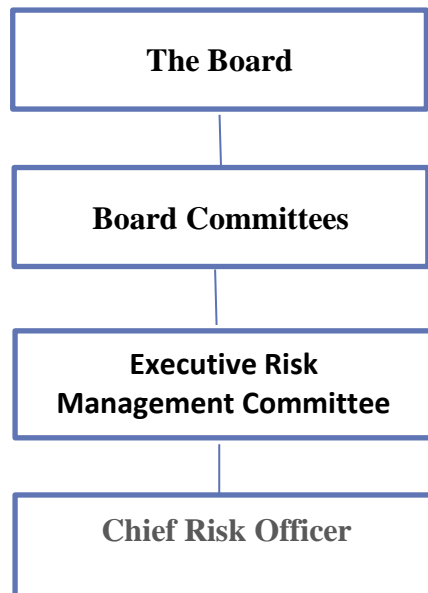 The Board
Board Committees
Executive Risk
Management Committee
Chief Risk Officer